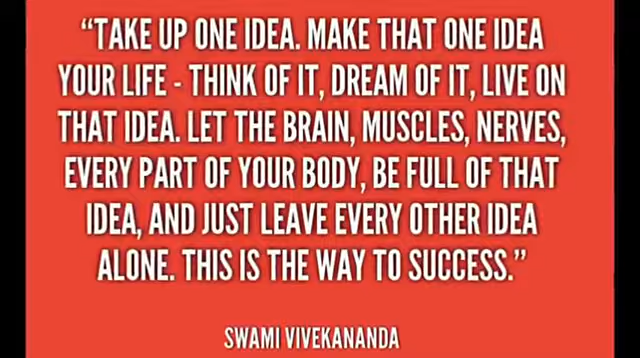 “TAKE UP ONE IDEA. MAKE THAT ONE IDEA
YOUR LIFE - THINK OF IT, DREAM OF IT, LIVE ON
THAT IDEA. LET THE BRAIN, MUSCLES, NERVES,
EVERY PART OF YOUR BODY, BE FULL OF THAT
IDEA, AND JUST LEAVE EVERY OTHER IDEA
ALONE. THIS IS THE WAY TO SUCCESS.”
SWAMI VIVEKANANDA